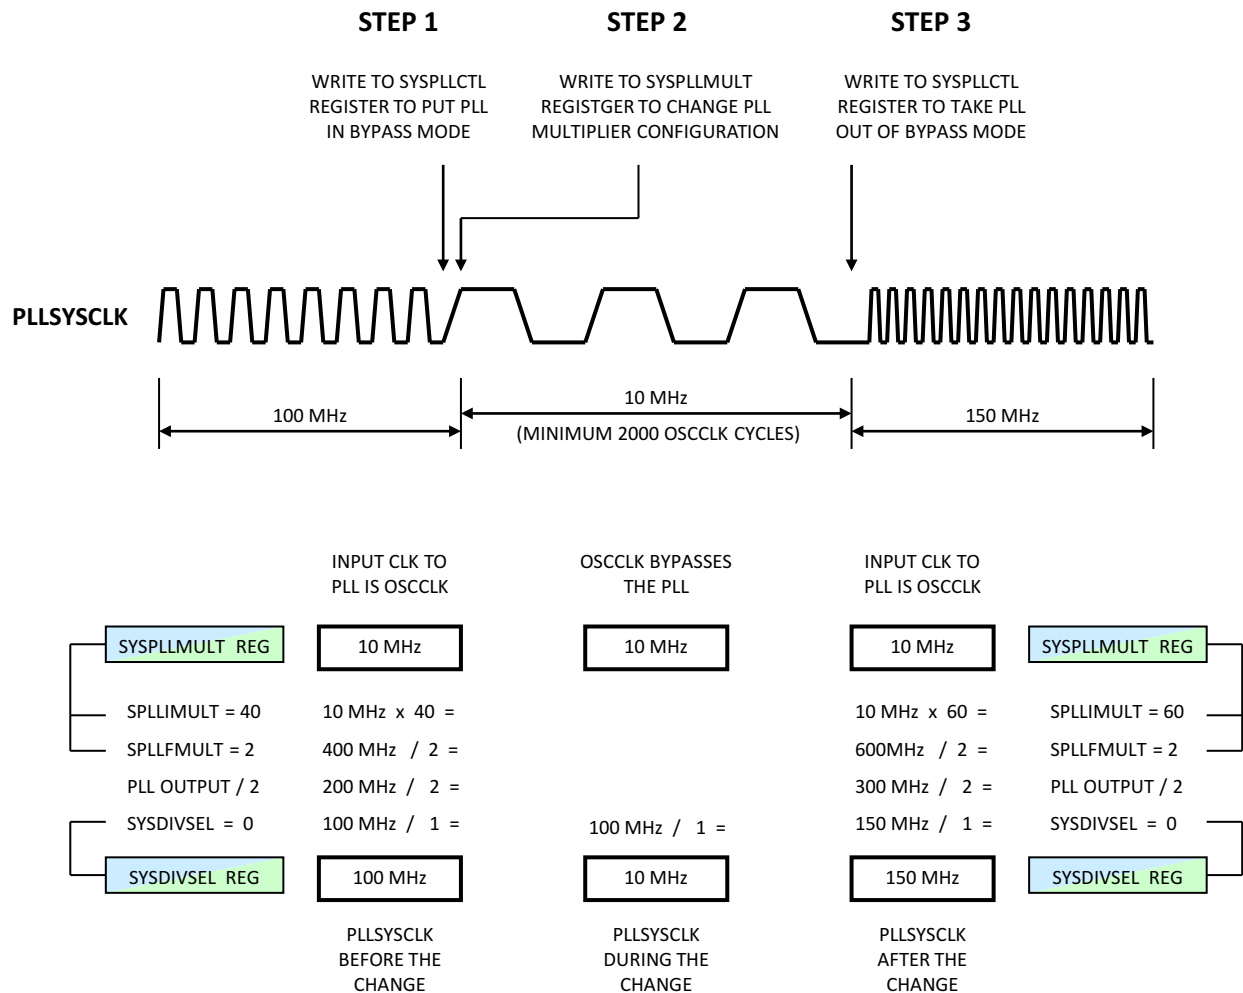 STEP 1 STEP 2 STEP 3
WRITE TO SYSPLLCTL
REGISTER TO PUT PLL
IN BYPASS MODE
WRITE TO SYSPLLMULT
REGISTGER TO CHANGE PLL
MULTIPLIER CONFIGURATION
WRITE TO SYSPLLCTL
REGISTER TO TAKE PLL
OUT OF BYPASS MODE
PLLSYSCLK
100 MHz
10 MHz
(MINIMUM 2000 OSCCLK CYCLES)
150 MHz
INPUT CLK TO
PLL IS OSCCLK
OSCCLK BYPASSES
THE PLL
INPUT CLK TO
PLL IS OSCCLK
SYSPLLMULT REG 10 MHz 10 MHz 10 MHz SYSPLLMULT REG
SPLLIMULT = 40 10 MHz x 40 = 10 MHz x 60 = SPLLIMULT = 60
SPLLFMULT = 2 400 MHz / 2 = 600MHz / 2 = SPLLFMULT = 2
PLL OUTPUT / 2 200 MHz / 2 = 300 MHz / 2 = PLL OUTPUT / 2
SYSDIVSEL = 0 100 MHz / 1 = 100 MHz / 1 = 150 MHz / 1 = SYSDIVSEL = 0
SYSDIVSEL REG 100 MHz 10 MHz 150 MHz SYSDIVSEL REG
PLLSYSCLK
BEFORE THE
CHANGE
PLLSYSCLK
DURING THE
CHANGE
PLLSYSCLK
AFTER THE
CHANGE